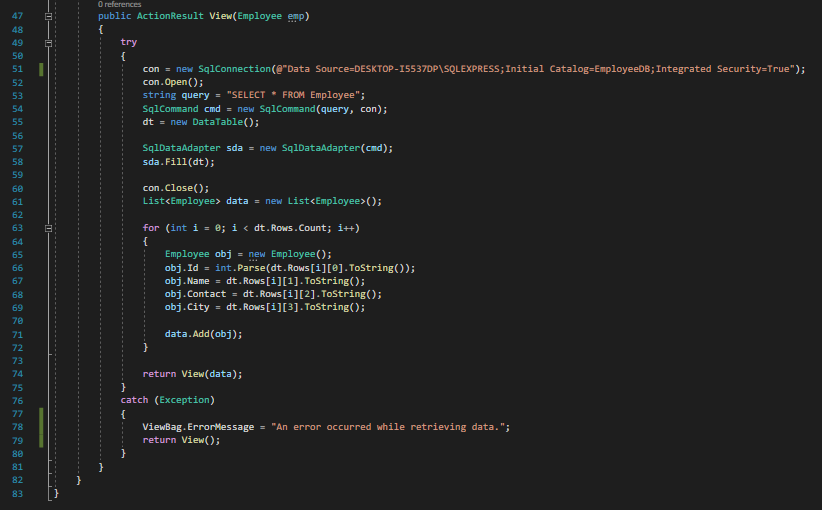 0 references
47 public ActionResult View(Employee emp)
48 {
49 try
50 {
51 con = new SqlConnection(@"Data Source=DESKTOP-I5537DP\SQLEXPRESS;Initial Catalog=EmployeeDB;Integrated Security=True");
52 con.Open();
53 string query = "SELECT * FROM Employee";
54 SqlCommand cmd = new SqlCommand(query, con);
55 dt = new DataTable();
56
57 SqlDataAdapter sda = new SqlDataAdapter(cmd);
58 sda.Fill(dt);
59
60 con.Close();
61 List<Employee> data = new List<Employee>();
62
63 for (int i = 0; i < dt.Rows.Count; i++)
64 {
65 Employee obj = new Employee();
66 obj.Id = int.Parse(dt.Rows[i][0].ToString());
67 obj.Name = dt.Rows[i][1].ToString();
68 obj.Contact = dt.Rows[i][2].ToString();
69 obj.City = dt.Rows[i][3].ToString();
70
71 data.Add(obj);
72 }
73
74 return View(data);
75 }
76 catch (Exception)
77 {
78 ViewBag.ErrorMessage = "An error occurred while retrieving data.";
79 return View();
80 }
81 }
82 }
83 }